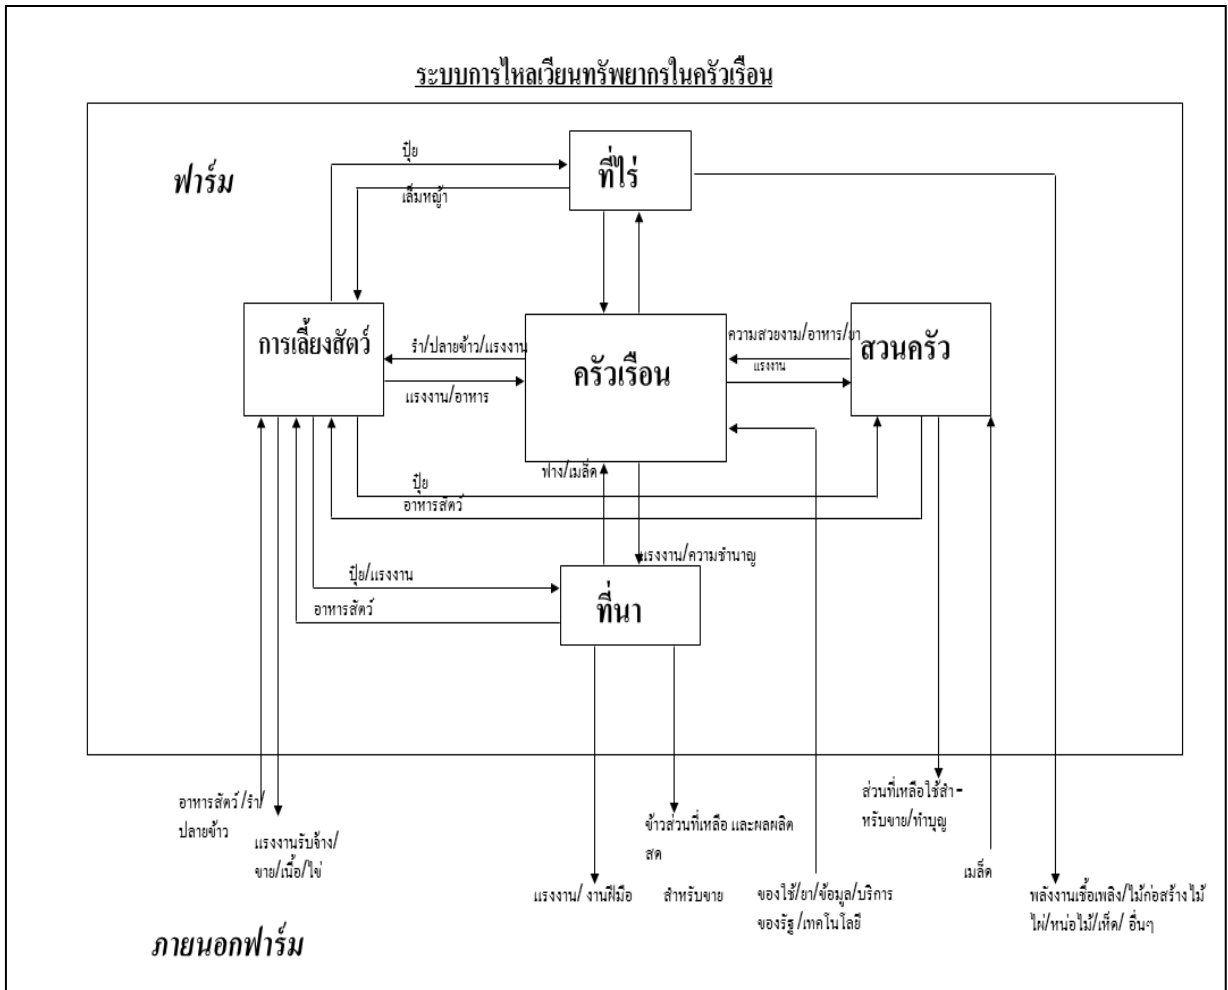 ระบบการไหลเวียนทรัพยากรในครัวเรือน
ฟาร์ม
ปุ๋ย
เล็มหญ้า
ที่ไร่
การเลี้ยงสัตว์
รำ/ปลายข้าว/แรงงาน
แรงงาน/อาหาร
ครัวเรือน
ความสวยงาม/อาหาร/ยา
แรงงาน
สวนครัว
ฟาง/เมล็ด
ปุ๋ย
อาหารสัตว์
แรงงาน/ความชำนาญ
ปุ๋ย/แรงงาน
อาหารสัตว์
ที่นา
อาหารสัตว์/รำ/
ปลายข้าว
แรงงานรับจ้าง/
ขาย/เนื้อ/ไข่
ข้าวส่วนที่เหลือ และผลผลิต
สด
แรงงาน/ งานฝีมือ
สำหรับขาย
ของใช้/ยา/ข้อมูล/บริการ
ของรัฐ/เทคโนโลยี
ส่วนที่เหลือใช้สำ-
หรับขาย/ทำบุญ
เมล็ด
พลังงานเชื้อเพลิง/ไม้ก่อสร้าง ไม้
ไผ่/หน่อไม้/เห็ด/ อื่นๆ
ภายนอกฟาร์ม